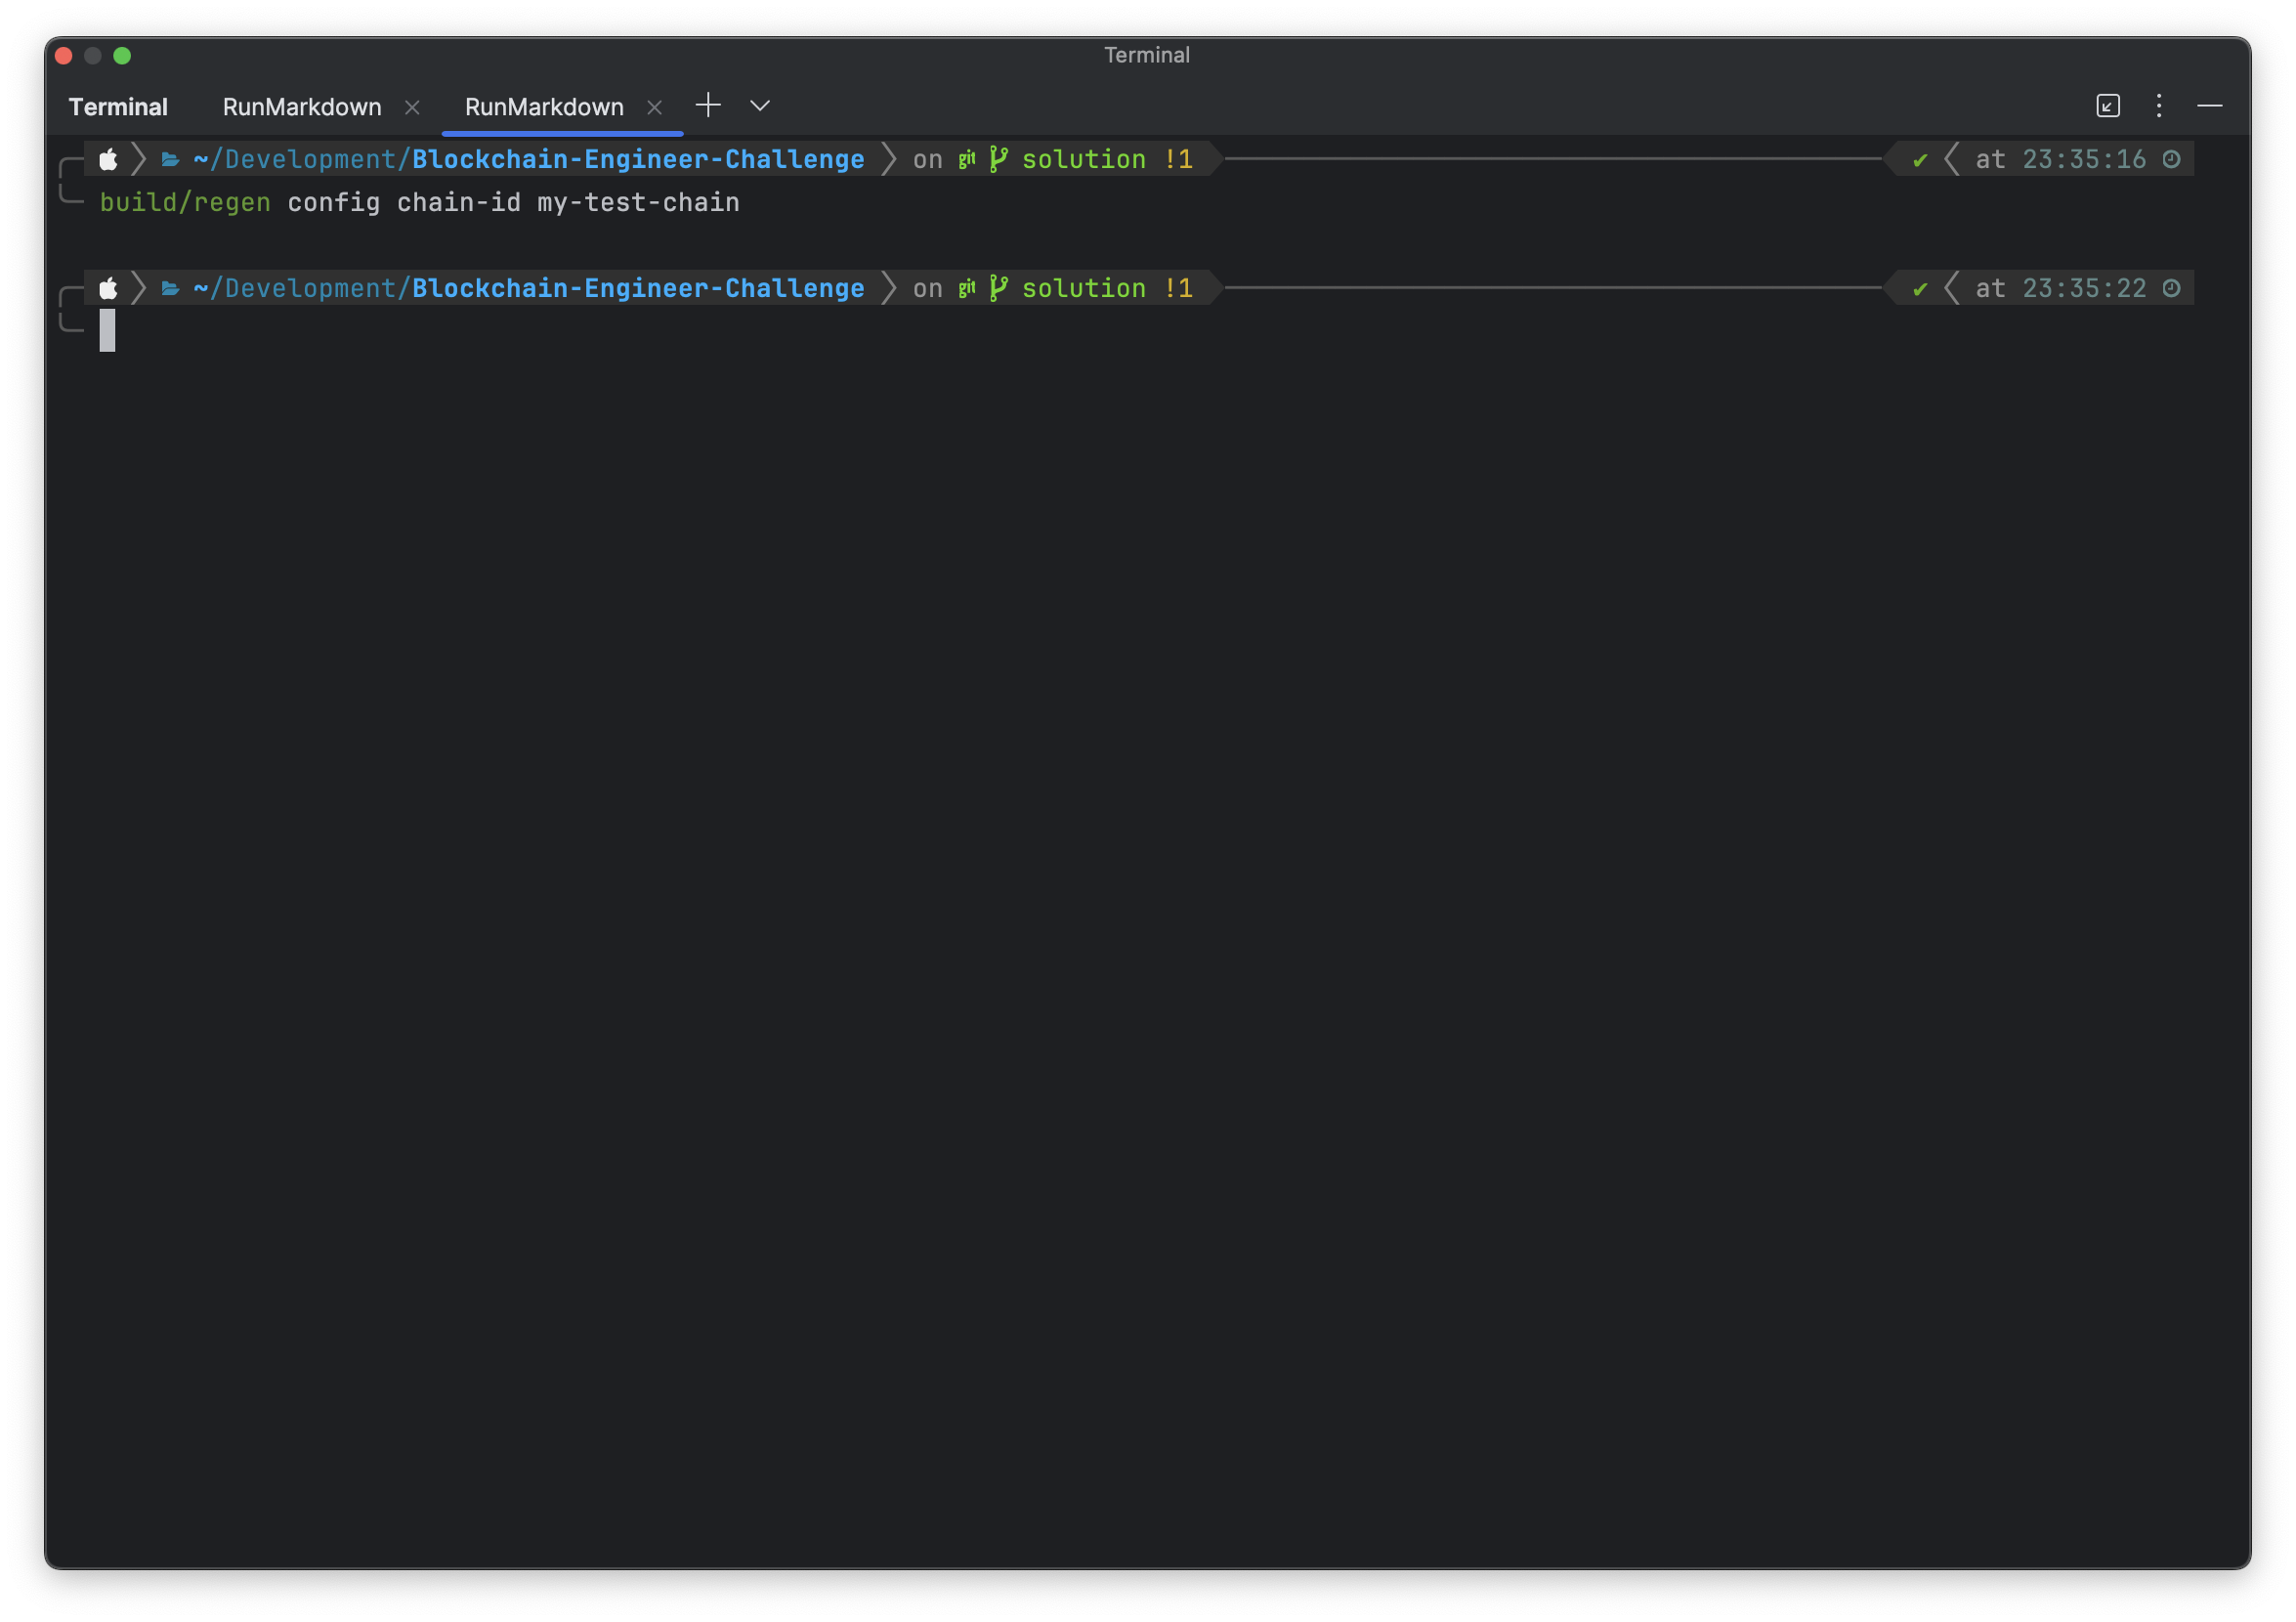 Terminal
Terminal RunMarkdown RunMarkdown
~/Development/Blockchain-Engineer-Challenge on git solution !1 ✔ at 23:35:16
build/regen config chain-id my-test-chain
~/Development/Blockchain-Engineer-Challenge on git solution !1 ✔ at 23:35:22